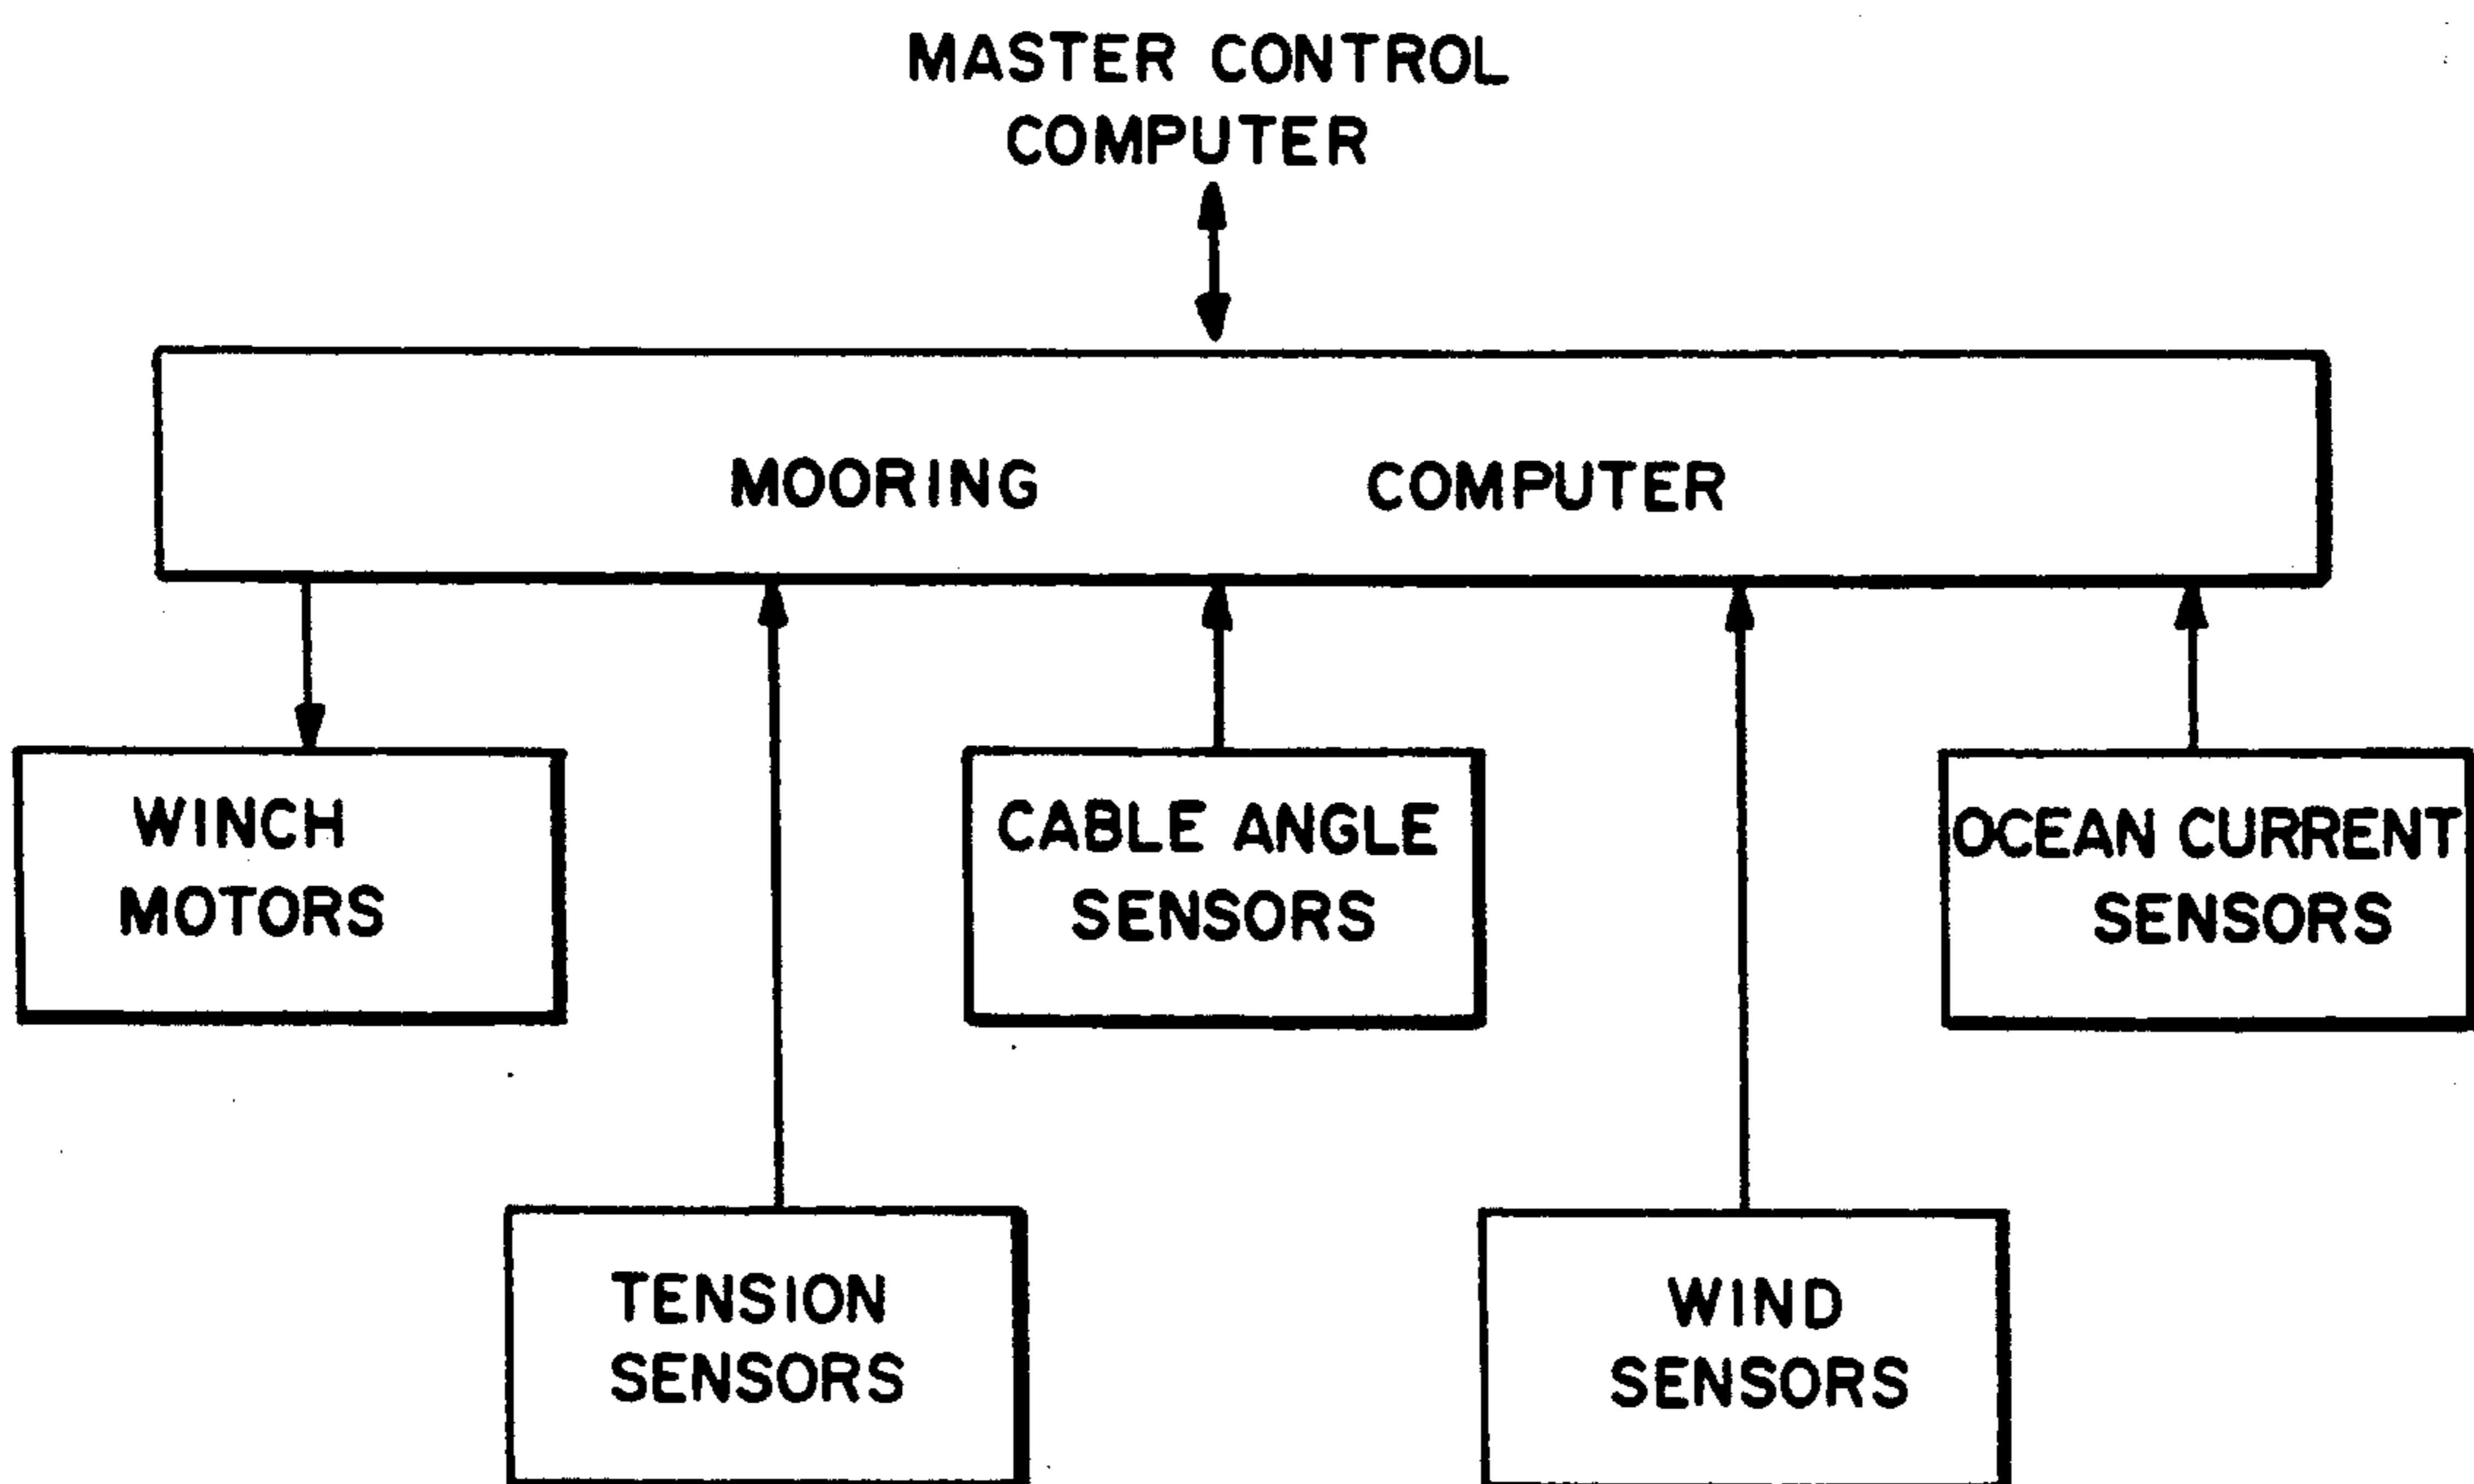 MASTER CONTROL
COMPUTER
MOORING COMPUTER
WINCH
MOTORS
CABLE ANGLE
SENSORS
OCEAN CURRENT
SENSORS
TENSION
SENSORS
WIND
SENSORS